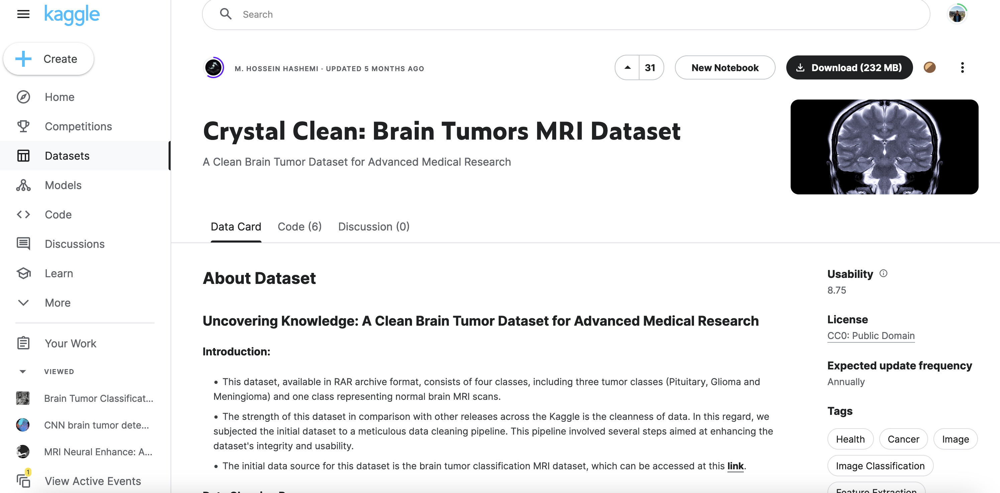 kaggle
Search
Create
Home
Competitions
Datasets
Models
Code
Discussions
Learn
More
Your Work
VIEWED
Brain Tumor Classificat...
CNN brain tumor dete...
MRI Neural Enhance: A...
1
View Active Events
M. HOSSEIN HASHEMI · UPDATED 5 MONTHS AGO
31
New Notebook
Download (232 MB)
Crystal Clean: Brain Tumors MRI Dataset
A Clean Brain Tumor Dataset for Advanced Medical Research
Data Card
Code (6)
Discussion (0)
About Dataset
Uncovering Knowledge: A Clean Brain Tumor Dataset for Advanced Medical Research
Introduction:
• This dataset, available in RAR archive format, consists of four classes, including three tumor classes (Pituitary, Glioma and
Meningioma) and one class representing normal brain MRI scans.
• The strength of this dataset in comparison with other releases across the Kaggle is the cleanness of data. In this regard, we
subjected the initial dataset to a meticulous data cleaning pipeline. This pipeline involved several steps aimed at enhancing the
dataset's integrity and usability.
• The initial data source for this dataset is the brain tumor classification MRI dataset, which can be accessed at this link.
Usability
8.75
License
CC0: Public Domain
Expected update frequency
Annually
Tags
Health
Cancer
Image
Image Classification
Feature Extraction